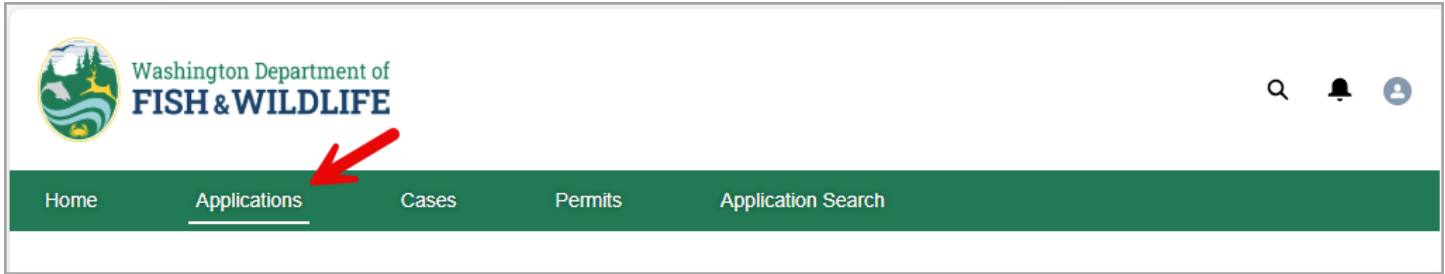 Washington Department of
FISH & WILDLIFE
Home Applications Cases Permits Application Search